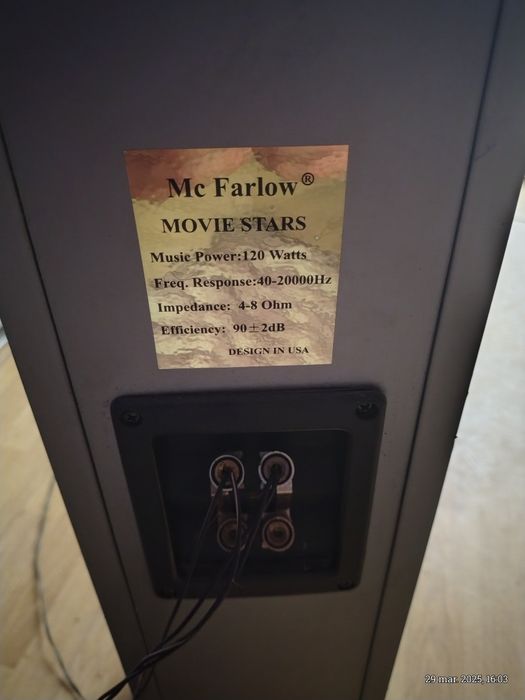 Mc Farlow®
MOVIE STARS
Music Power:120 Watts
Freq. Response:40-20000Hz
Impedance: 4-8 Ohm
Efficiency: 90±2dB
DESIGN IN USA
29 mar. 2025, 16:03